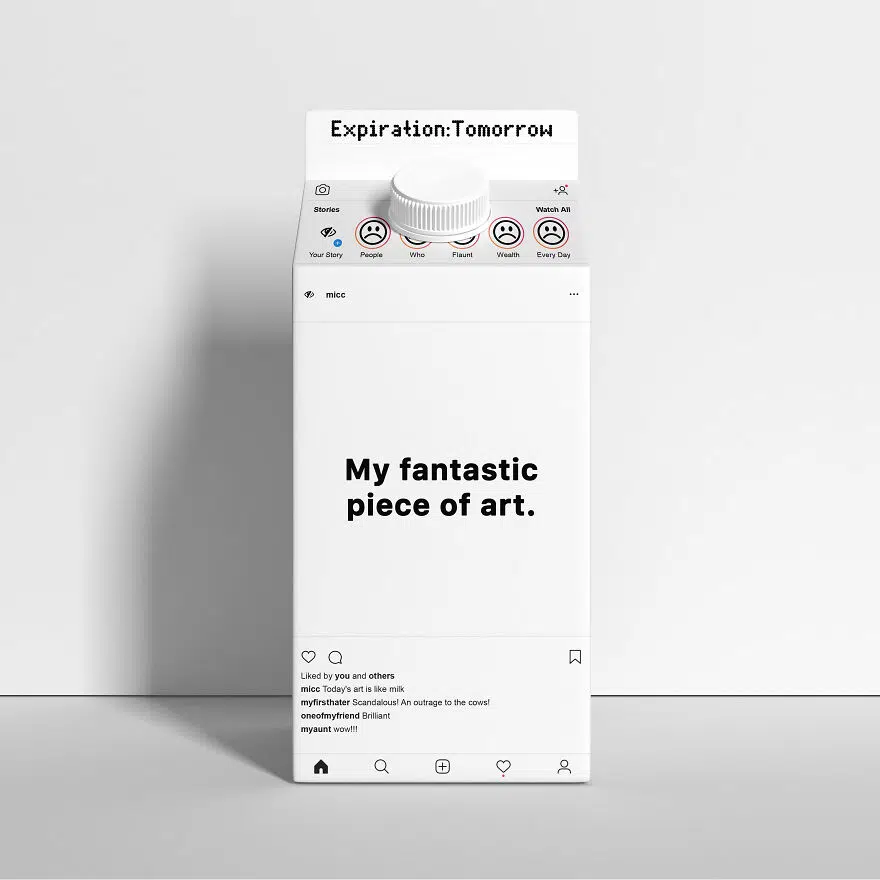 Expiration:Tomorrow
Stories Watch All
Your Story People Who Flaunt Wealth Every Day
micc
My fantastic
piece of art.
Liked by you and others
micc Today's art is like milk
myfirsthater Scandalous! An outrage to the cows!
oneofmyfriend Brilliant
myaunt wow!!!